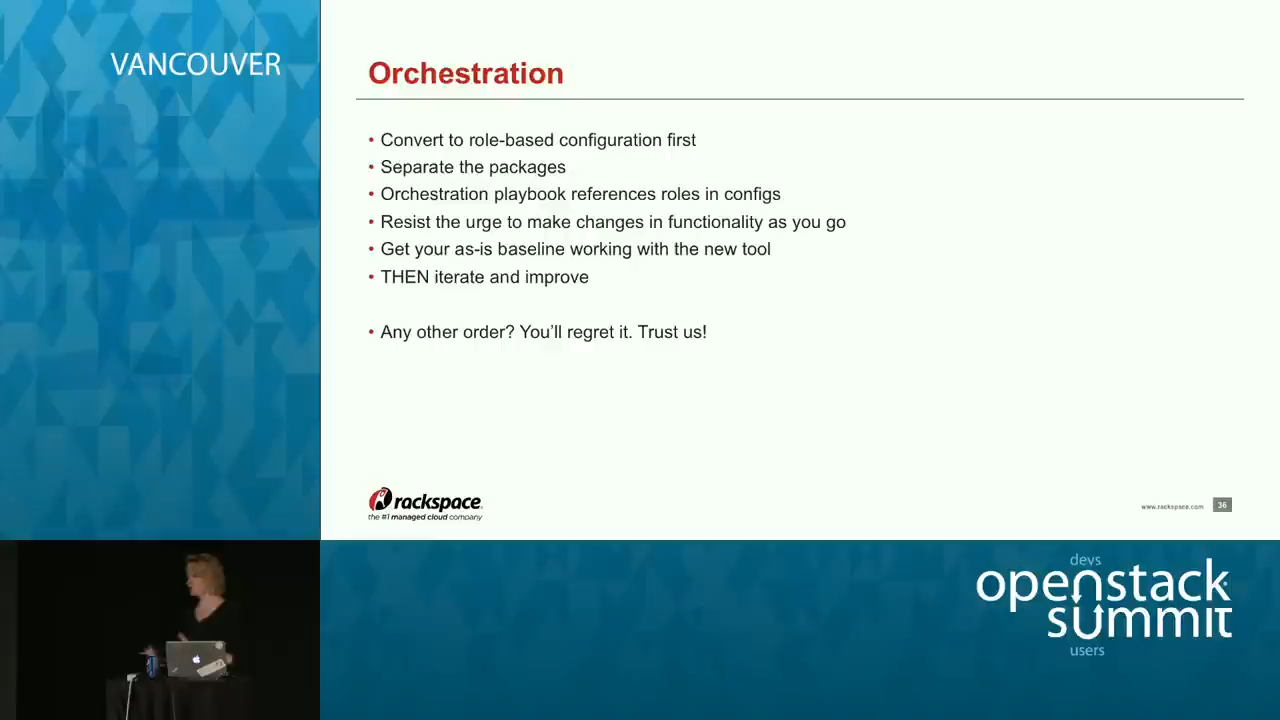 VANCOUVER
Orchestration
• Convert to role-based configuration first
• Separate the packages
• Orchestration playbook references roles in configs
• Resist the urge to make changes in functionality as you go
• Get your as-is baseline working with the new tool
• THEN iterate and improve
• Any other order? You'll regret it. Trust us!
rackspace
the #1 managed cloud company
www.rackspace.com 36
devs
openstack
summit
users